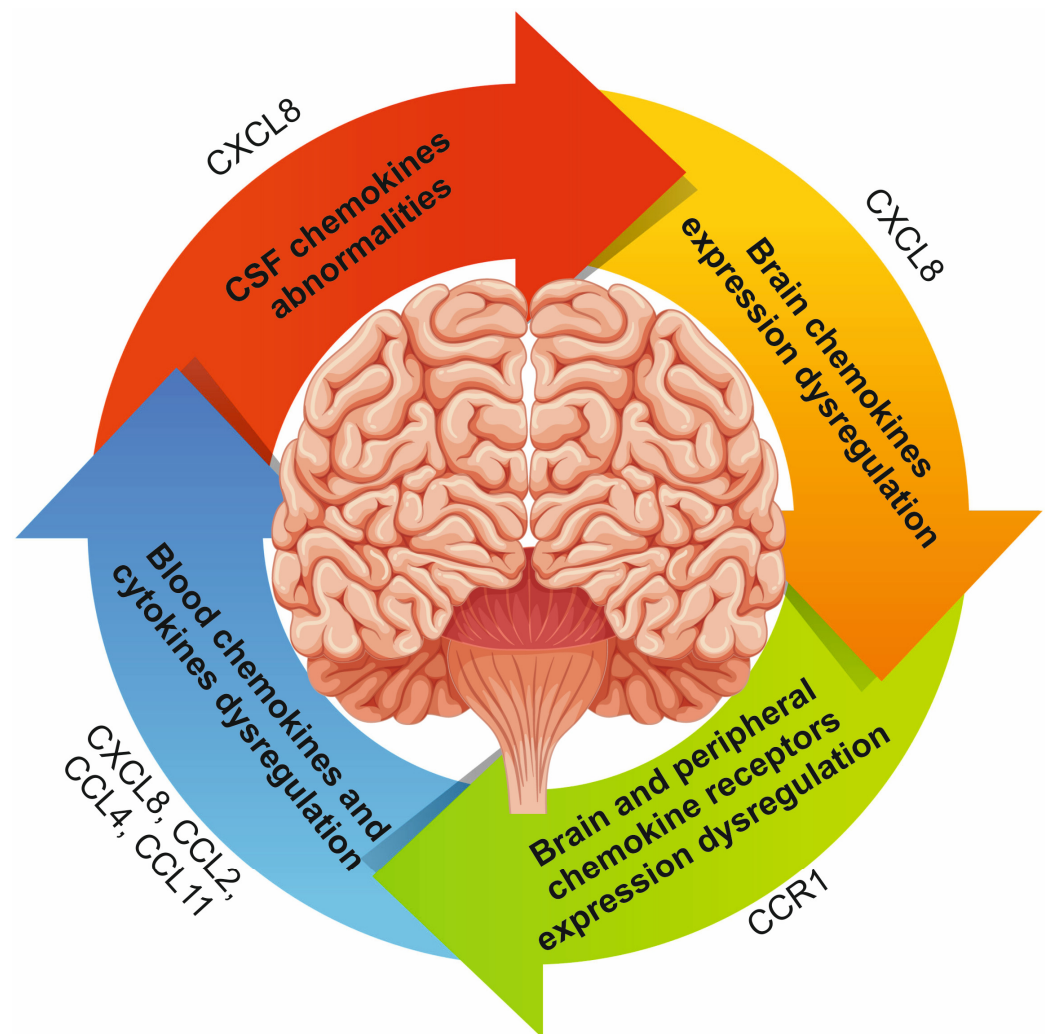 CXCL8
CSF chemokines
abnormalities
CXCL8
Brain chemokines
expression dysregulation
Brain and peripheral
chemokine receptors
expression dysregulation
CCR1
Blood chemokines and
cytokines dysregulation
CXCL8, CCL2,
CCL4, CCL11